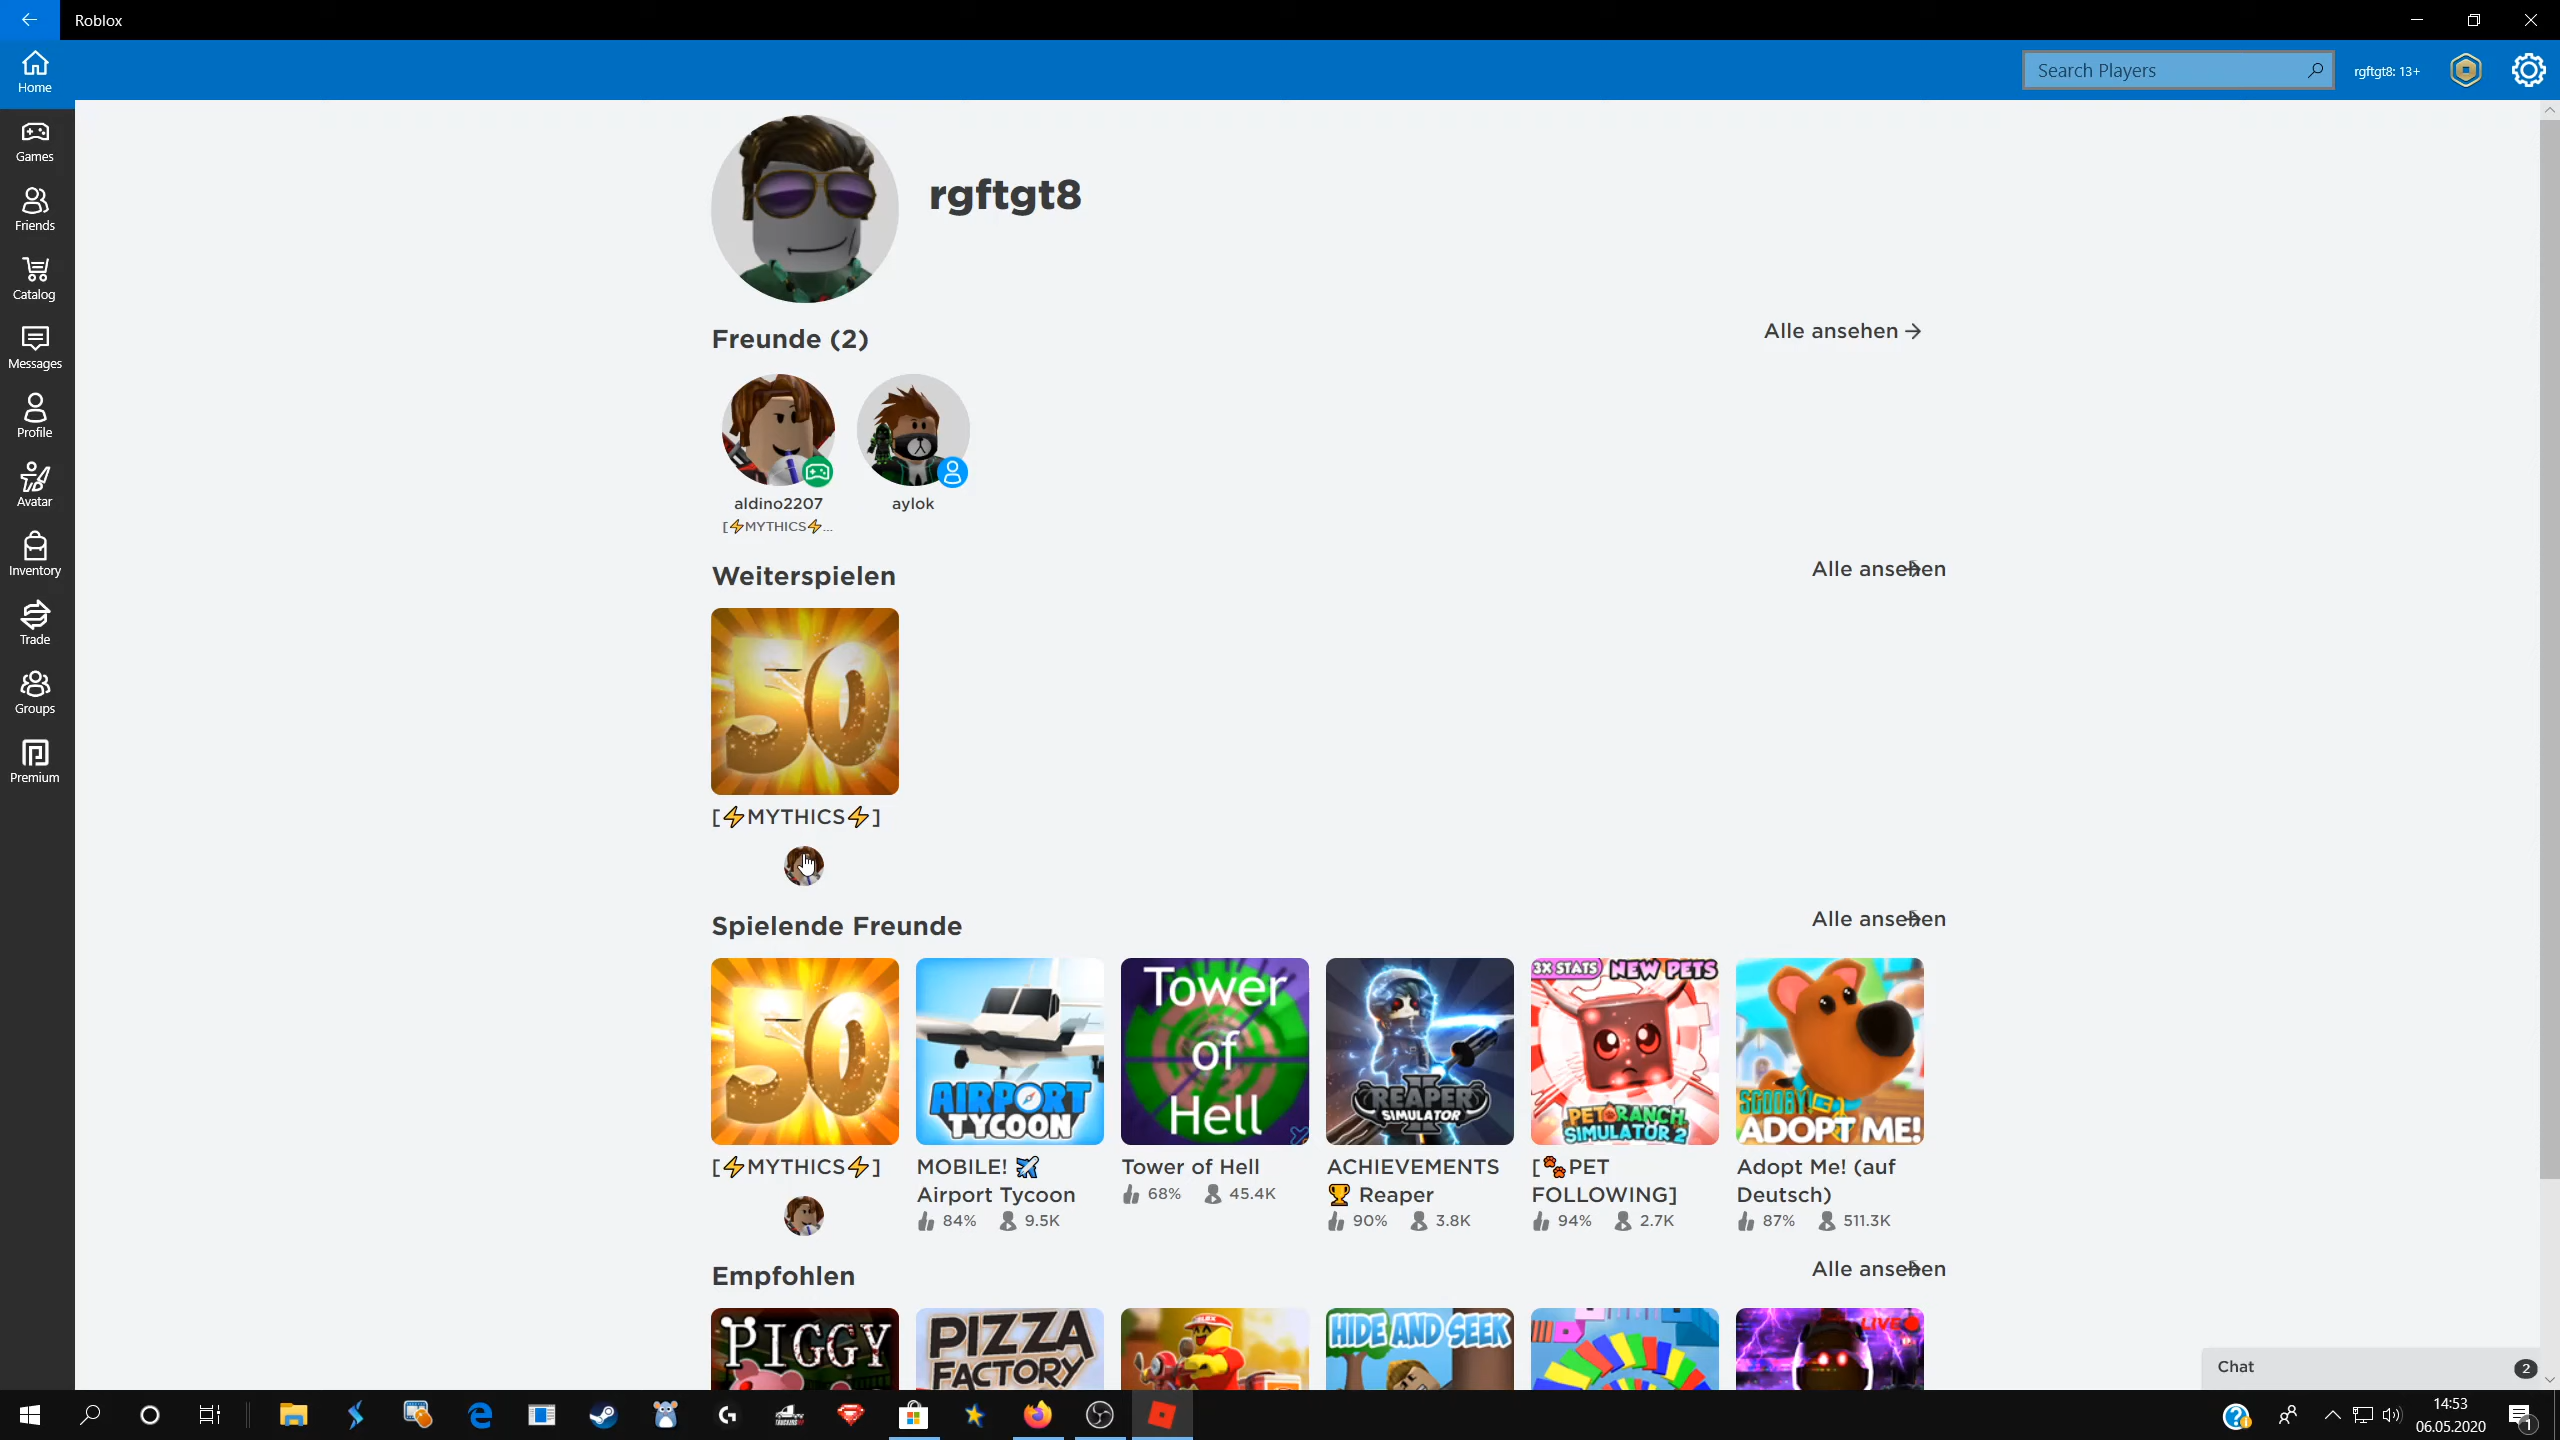 Roblox
Home
Search Players
rgftgt8: 13+
Games
Friends
Catalog
Messages
Profile
Avatar
Inventory
Trade
Groups
Premium
rgftgt8
Freunde (2)
Alle ansehen →
aldino2207
aylok
[⚡MYTHICS⚡...
Weiterspielen
Alle ansehen
50
[⚡MYTHICS⚡]
Spielende Freunde
Alle ansehen
50
AIRPORT
TYCOON
Tower
of
Hell
REAPER
SIMULATOR
3X STATS NEW PETS
PET RANCH
SIMULATOR 2
SCOOBY!
ADOPT ME!
[⚡MYTHICS⚡]
MOBILE! ✈
Airport Tycoon
84% 9.5K
Tower of Hell
68% 45.4K
ACHIEVEMENTS
🏆 Reaper
90% 3.8K
[🐾PET
FOLLOWING]
94% 2.7K
Adopt Me! (auf
Deutsch)
87% 511.3K
Empfohlen
Alle ansehen
PIGGY
PIZZA
FACTORY
HIDE AND SEEK
LIVE
Chat
2
14:53
06.05.2020
1